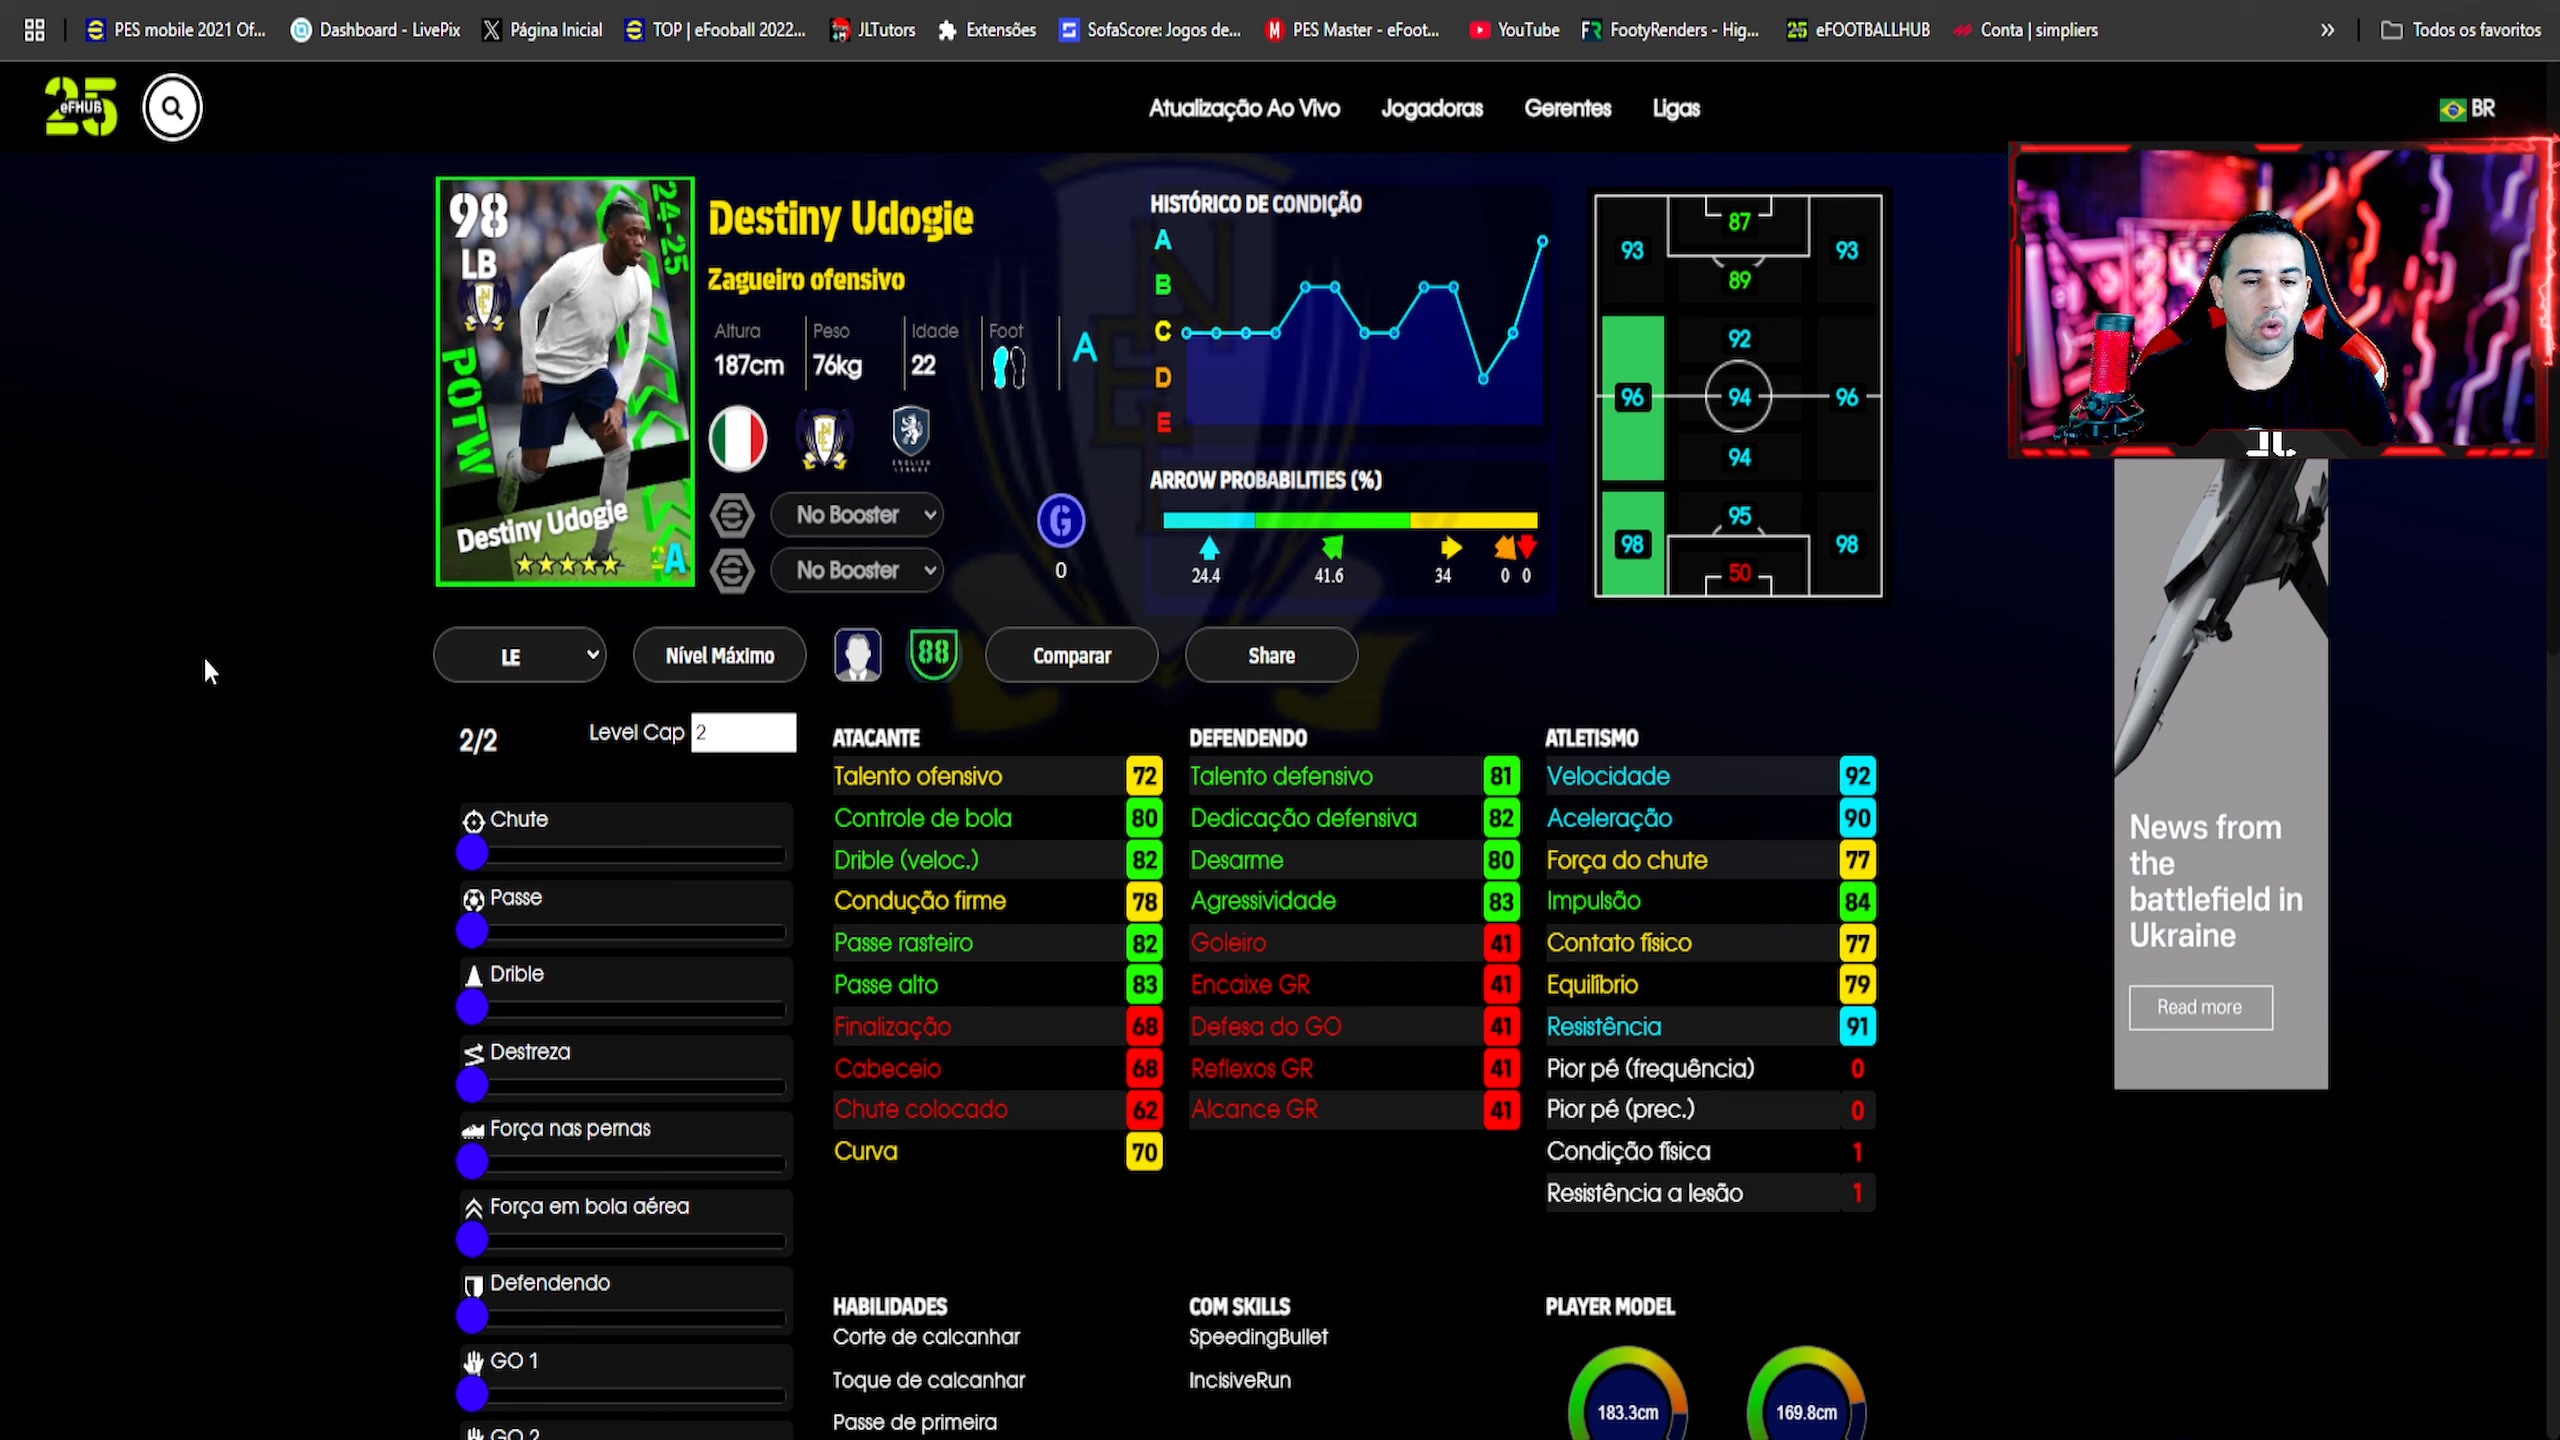 PES mobile 2021 Of...
Dashboard - LivePix
Página Inicial
TOP | eFooball 2022...
JLTutors
Extensões
SofaScore: Jogos de...
PES Master - eFoot...
YouTube
FootyRenders - Hig...
eFOOTBALLHUB
Conta | simpliers
Todos os favoritos
25
eFHUB
Atualização Ao Vivo
Jogadoras
Gerentes
Ligas
BR
98
LB
24-25
POTW
Destiny Udogie
A
Destiny Udogie
Zagueiro ofensivo
Altura
187cm
Peso
76kg
Idade
22
Foot
A
ENGLISH
LEAGUE
No Booster
No Booster
G
0
HISTÓRICO DE CONDIÇÃO
A
B
C
D
E
ARROW PROBABILITIES (%)
24.4 41.6 34 0 0
87
93 93
89
92
96 94 96
94
95
98 98
50
JL
LE
Nível Máximo
88
Comparar
Share
2/2
Level Cap 2
Chute
Passe
Drible
Destreza
Força nas pernas
Força em bola aérea
Defendendo
GO 1
GO 2
ATACANTE
Talento ofensivo 72
Controle de bola 80
Drible (veloc.) 82
Condução firme 78
Passe rasteiro 82
Passe alto 83
Finalização 68
Cabeceio 68
Chute colocado 62
Curva 70
DEFENDENDO
Talento defensivo 81
Dedicação defensiva 82
Desarme 80
Agressividade 83
Goleiro 41
Encaixe GR 41
Defesa do GO 41
Reflexos GR 41
Alcance GR 41
ATLETISMO
Velocidade 92
Aceleração 90
Força do chute 77
Impulsão 84
Contato físico 77
Equilíbrio 79
Resistência 91
Pior pé (frequência) 0
Pior pé (prec.) 0
Condição física 1
Resistência a lesão 1
HABILIDADES
Corte de calcanhar
Toque de calcanhar
Passe de primeira
COM SKILLS
SpeedingBullet
IncisiveRun
PLAYER MODEL
183.3cm
169.8cm
News from
the
battlefield in
Ukraine
Read more